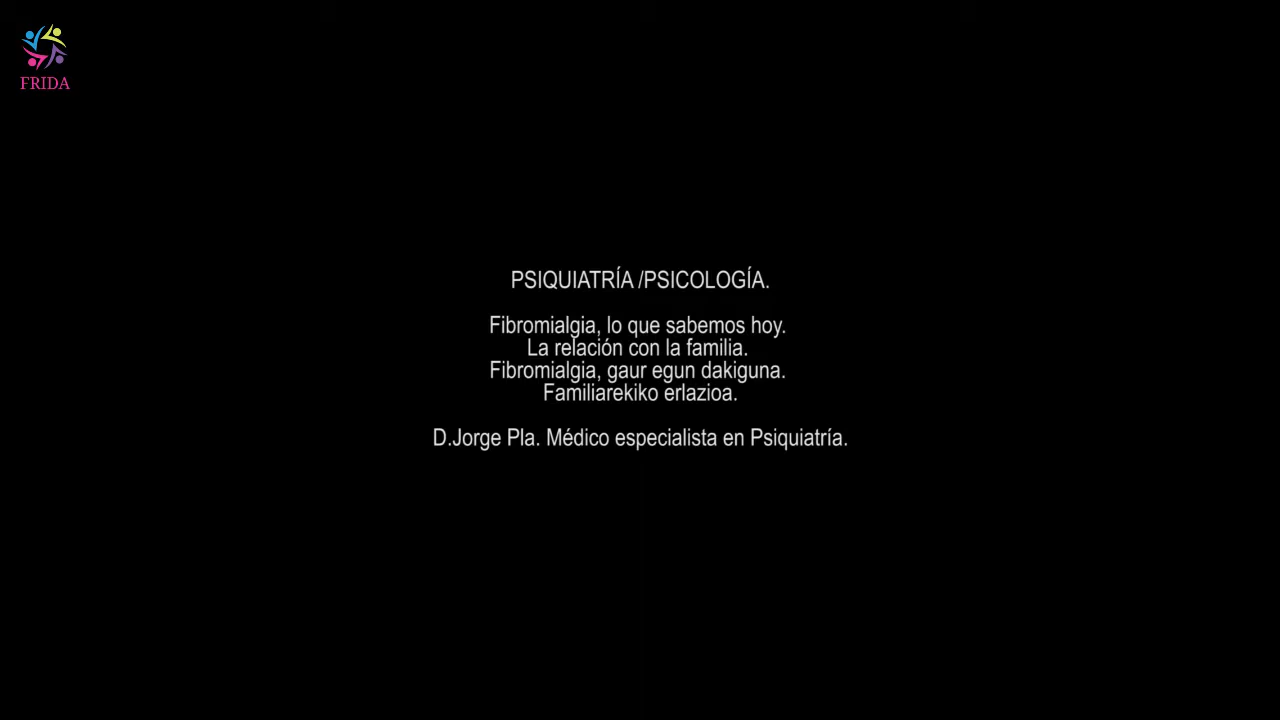 FRIDA
PSIQUIATRÍA /PSICOLOGÍA.
Fibromialgia, lo que sabemos hoy.
La relación con la familia.
Fibromialgia, gaur egun dakiguna.
Familiarekiko erlazioa.
D.Jorge Pla. Médico especialista en Psiquiatría.